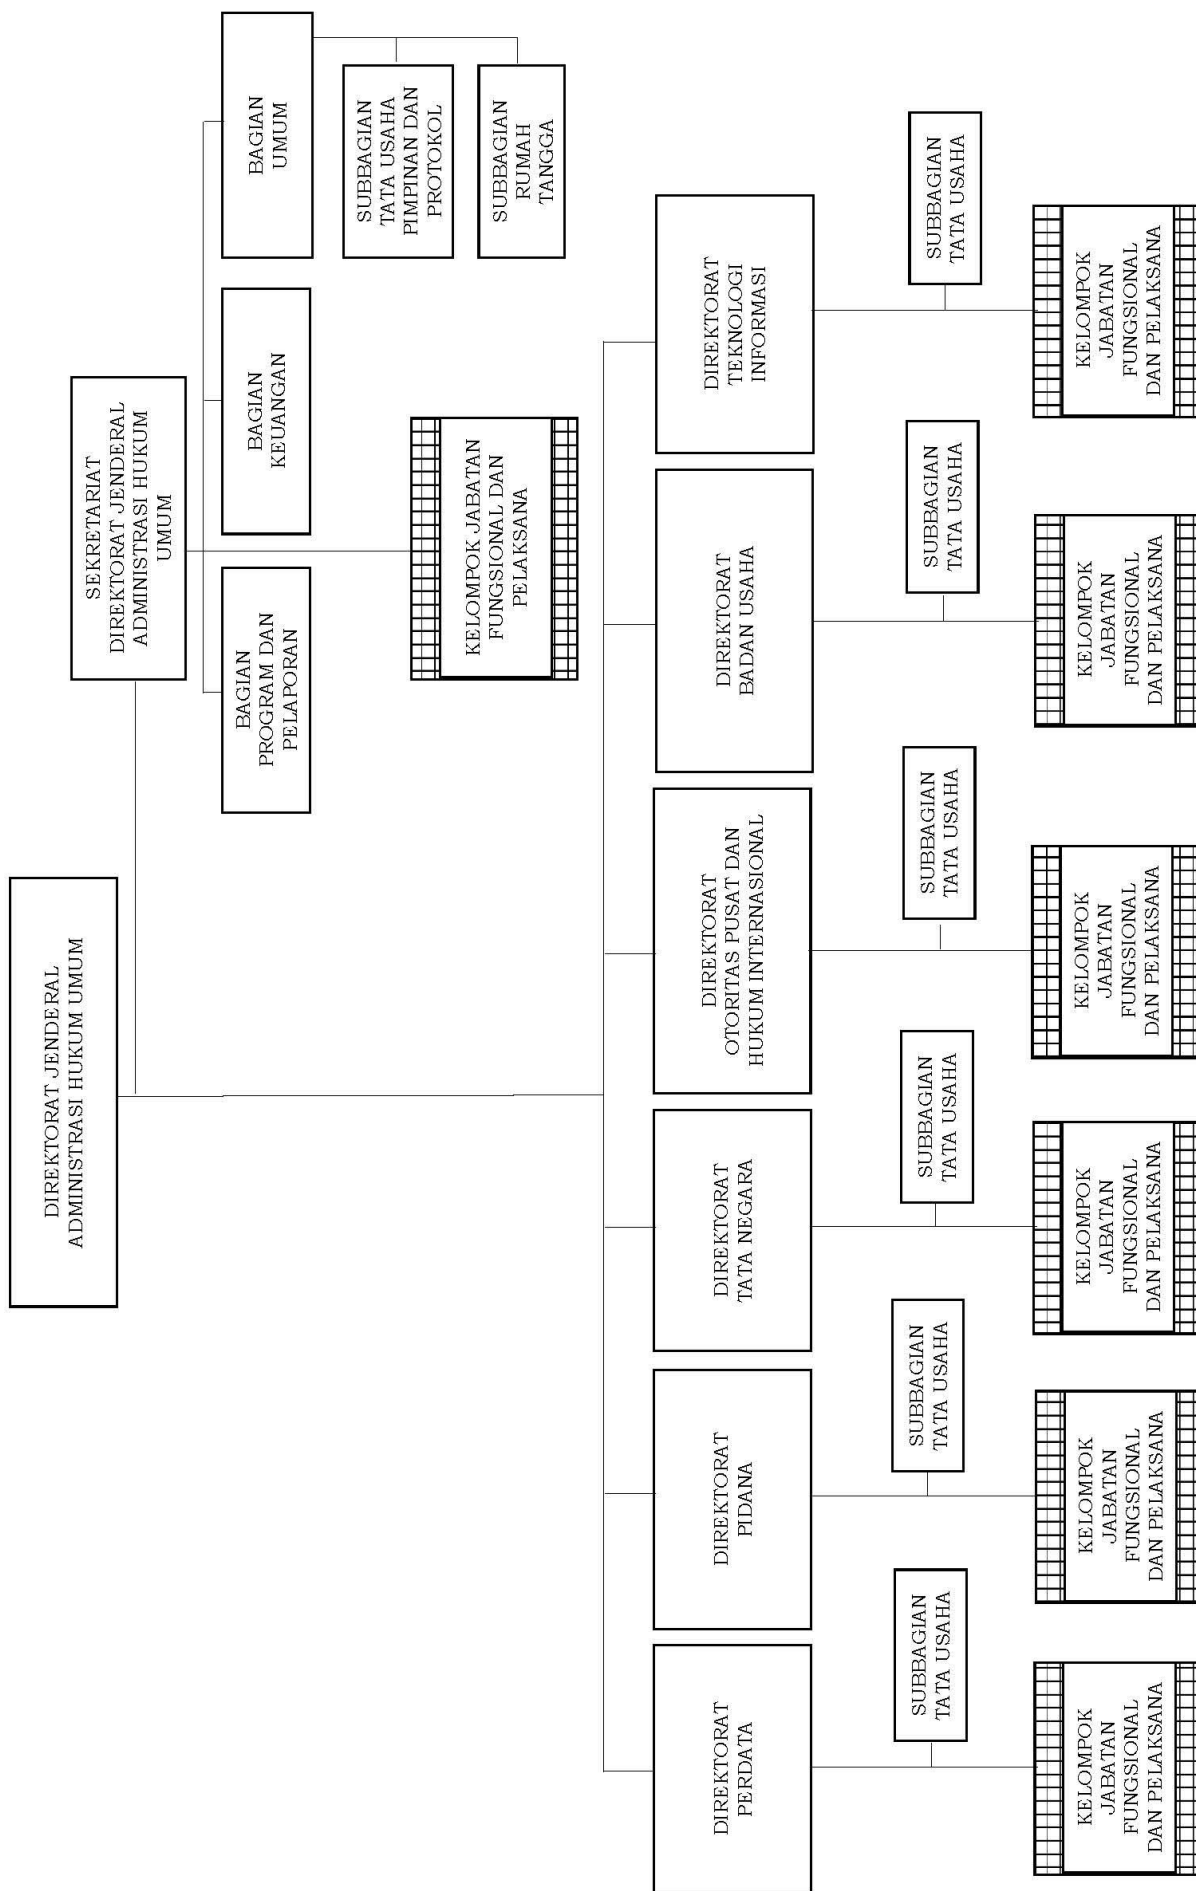 DIREKTORAT JENDERAL
ADMINISTRASI HUKUM UMUM
SEKRETARIAT
DIREKTORAT JENDERAL
ADMINISTRASI HUKUM
UMUM
BAGIAN
PROGRAM DAN
PELAPORAN
BAGIAN
KEUANGAN
BAGIAN
UMUM
SUBBAGIAN
TATA USAHA
PIMPINAN DAN
PROTOKOL
SUBBAGIAN
RUMAH
TANGGA
KELOMPOK JABATAN
FUNGSIONAL DAN
PELAKSANA
DIREKTORAT
PERDATA
DIREKTORAT
PIDANA
DIREKTORAT
TATA NEGARA
DIREKTORAT
OTORITAS PUSAT DAN
HUKUM INTERNASIONAL
DIREKTORAT
BADAN USAHA
DIREKTORAT
TEKNOLOGI
INFORMASI
SUBBAGIAN
TATA USAHA
SUBBAGIAN
TATA USAHA
SUBBAGIAN
TATA USAHA
SUBBAGIAN
TATA USAHA
SUBBAGIAN
TATA USAHA
SUBBAGIAN
TATA USAHA
KELOMPOK
JABATAN
FUNGSIONAL
DAN PELAKSANA
KELOMPOK
JABATAN
FUNGSIONAL
DAN PELAKSANA
KELOMPOK
JABATAN
FUNGSIONAL
DAN PELAKSANA
KELOMPOK
JABATAN
FUNGSIONAL
DAN PELAKSANA
KELOMPOK
JABATAN
FUNGSIONAL
DAN PELAKSANA
KELOMPOK
JABATAN
FUNGSIONAL
DAN PELAKSANA